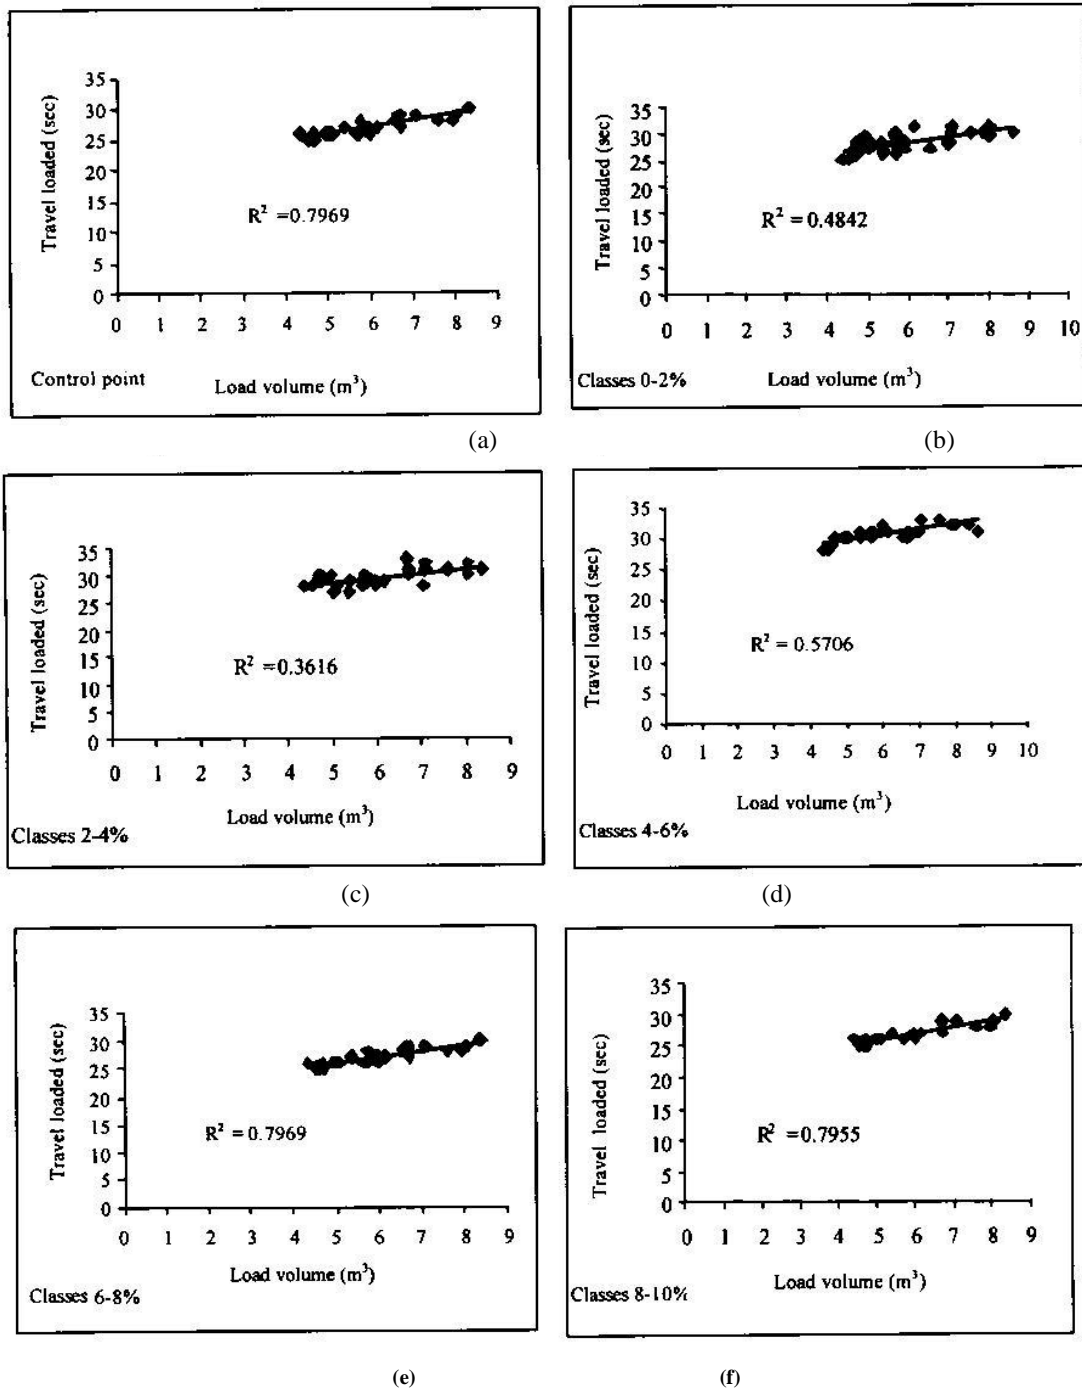 35
30
25
20
15
10
5
0
Travel loaded (sec)
R² =0.7969
0 1 2 3 4 5 6 7 8 9
Control point
Load volume (m³)
(a)
35
30
25
20
15
10
5
0
Travel loaded (sec)
R² = 0.4842
0 1 2 3 4 5 6 7 8 9 10
Classes 0-2%
Load volume (m³)
(b)
35
30
25
20
15
10
5
0
Travel loaded (sec)
R² =0.3616
0 1 2 3 4 5 6 7 8 9
Load volume (m³)
Classes 2-4%
(c)
35
30
25
20
15
10
5
0
Travel loaded (sec)
R² = 0.5706
0 1 2 3 4 5 6 7 8 9 10
Load volume (m³)
Classes 4-6%
(d)
35
30
25
20
15
10
5
0
Travel loaded (sec)
R² = 0.7969
0 1 2 3 4 5 6 7 8 9
Load volume (m³)
Classes 6-8%
(e)
35
30
25
20
15
10
5
0
Travel loaded (sec)
R² =0.7955
0 1 2 3 4 5 6 7 8 9
Load volume (m³)
Classes 8-10%
(f)